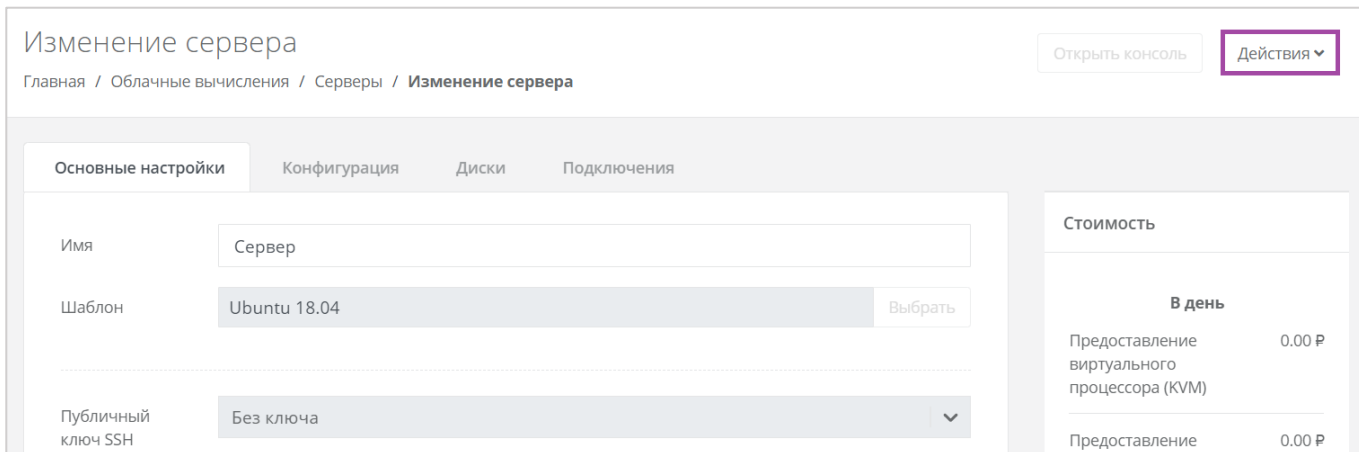 Изменение сервера
Открыть консоль
Действия
Главная / Облачные вычисления / Серверы / Изменение сервера
Основные настройки
Конфигурация
Диски
Подключения
Стоимость
Имя
Сервер
Шаблон
Ubuntu 18.04
Выбрать
В день
Предоставление
виртуального
процессора (KVM)
0.00 ₽
Публичный
ключ SSH
Без ключа
Предоставление
0.00 ₽